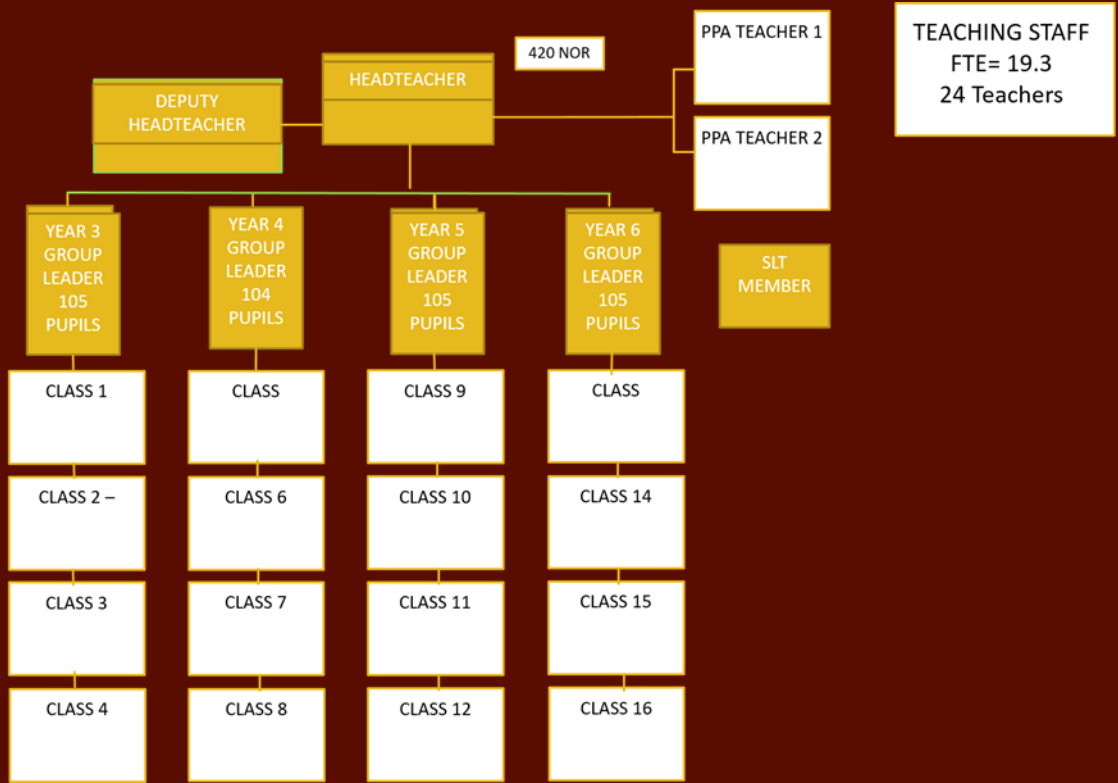 420 NOR
PPA TEACHER 1
TEACHING STAFF
FTE= 19.3
24 Teachers
HEADTEACHER
DEPUTY
HEADTEACHER
PPA TEACHER 2
YEAR 3
GROUP
LEADER
105
PUPILS
YEAR 4
GROUP
LEADER
104
PUPILS
YEAR 5
GROUP
LEADER
105
PUPILS
YEAR 6
GROUP
LEADER
105
PUPILS
SLT
MEMBER
CLASS 1
CLASS
CLASS 9
CLASS
CLASS 2 –
CLASS 6
CLASS 10
CLASS 14
CLASS 3
CLASS 7
CLASS 11
CLASS 15
CLASS 4
CLASS 8
CLASS 12
CLASS 16